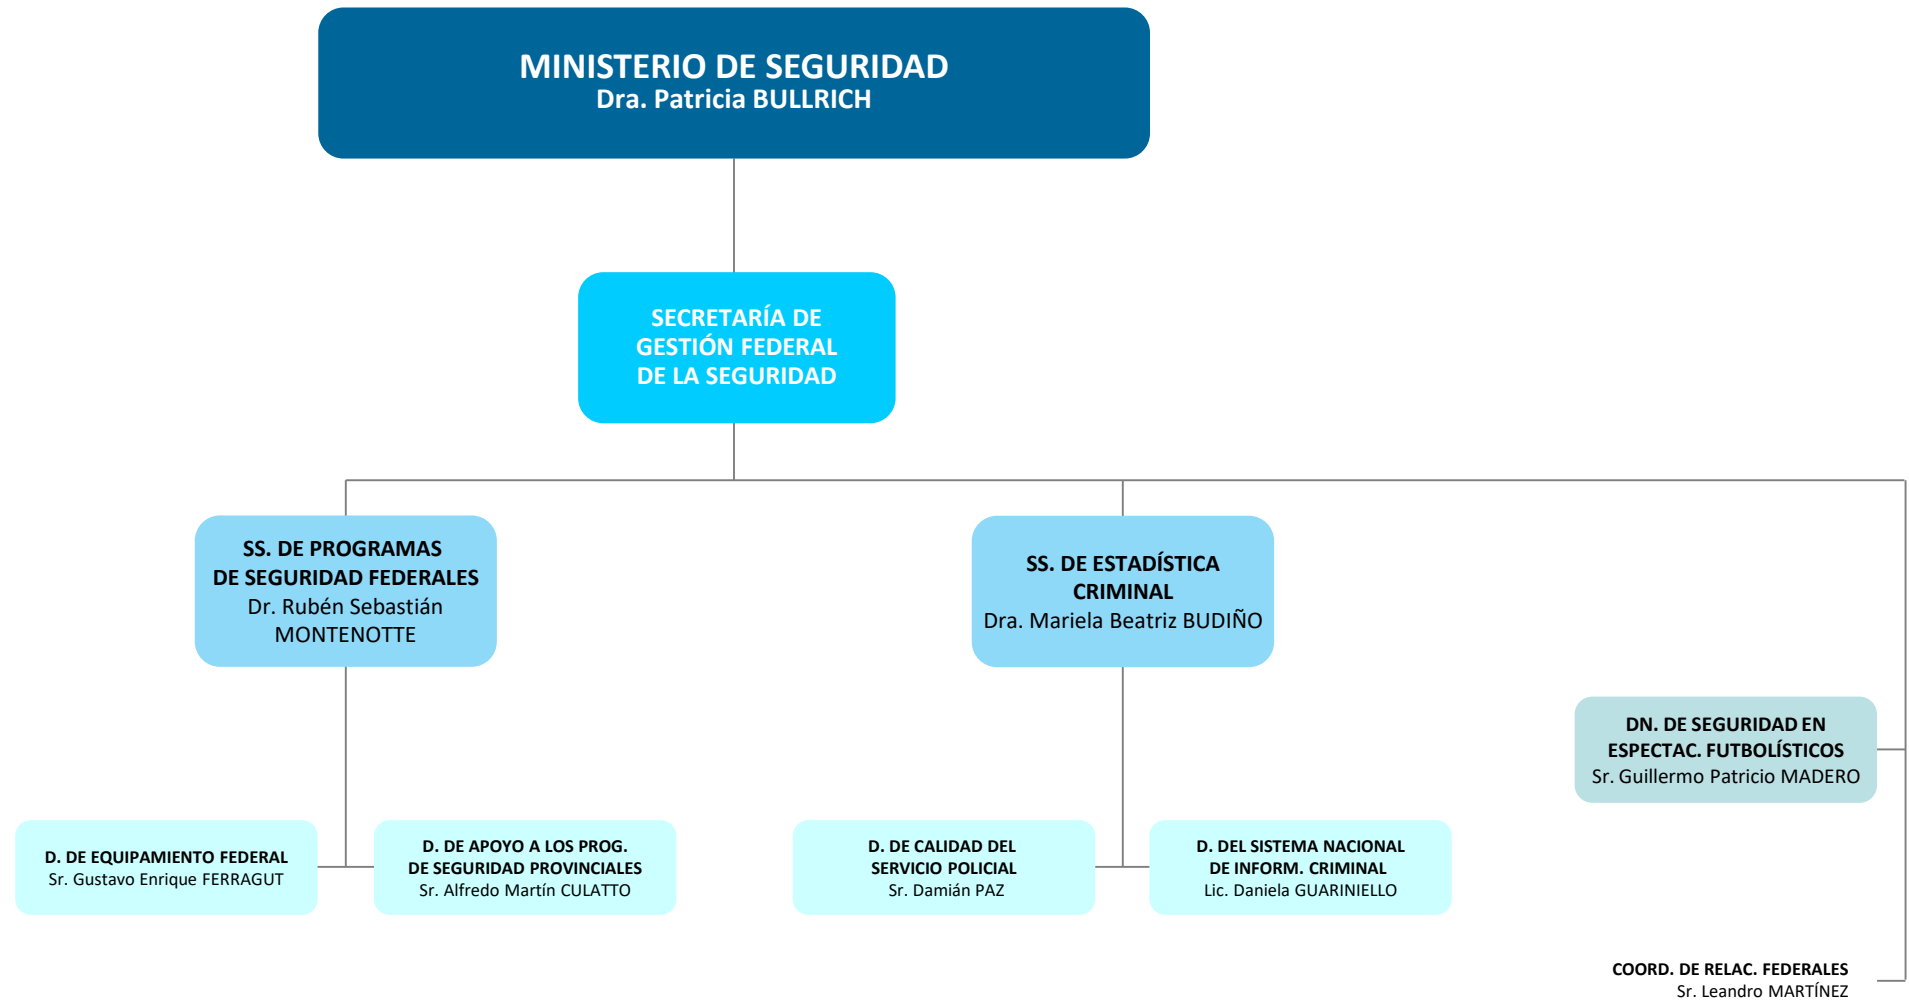 MINISTERIO DE SEGURIDAD
Dra. Patricia BULLRICH
SECRETARÍA DE
GESTIÓN FEDERAL
DE LA SEGURIDAD
SS. DE PROGRAMAS
DE SEGURIDAD FEDERALES
Dr. Rubén Sebastián
MONTENOTTE
SS. DE ESTADÍSTICA
CRIMINAL
Dra. Mariela Beatriz BUDIÑO
DN. DE SEGURIDAD EN
ESPECTAC. FUTBOLÍSTICOS
Sr. Guillermo Patricio MADERO
D. DE EQUIPAMIENTO FEDERAL
Sr. Gustavo Enrique FERRAGUT
D. DE APOYO A LOS PROG.
DE SEGURIDAD PROVINCIALES
Sr. Alfredo Martín CULATTO
D. DE CALIDAD DEL
SERVICIO POLICIAL
Sr. Damián PAZ
D. DEL SISTEMA NACIONAL
DE INFORM. CRIMINAL
Lic. Daniela GUARINIELLO
COORD. DE RELAC. FEDERALES
Sr. Leandro MARTÍNEZ